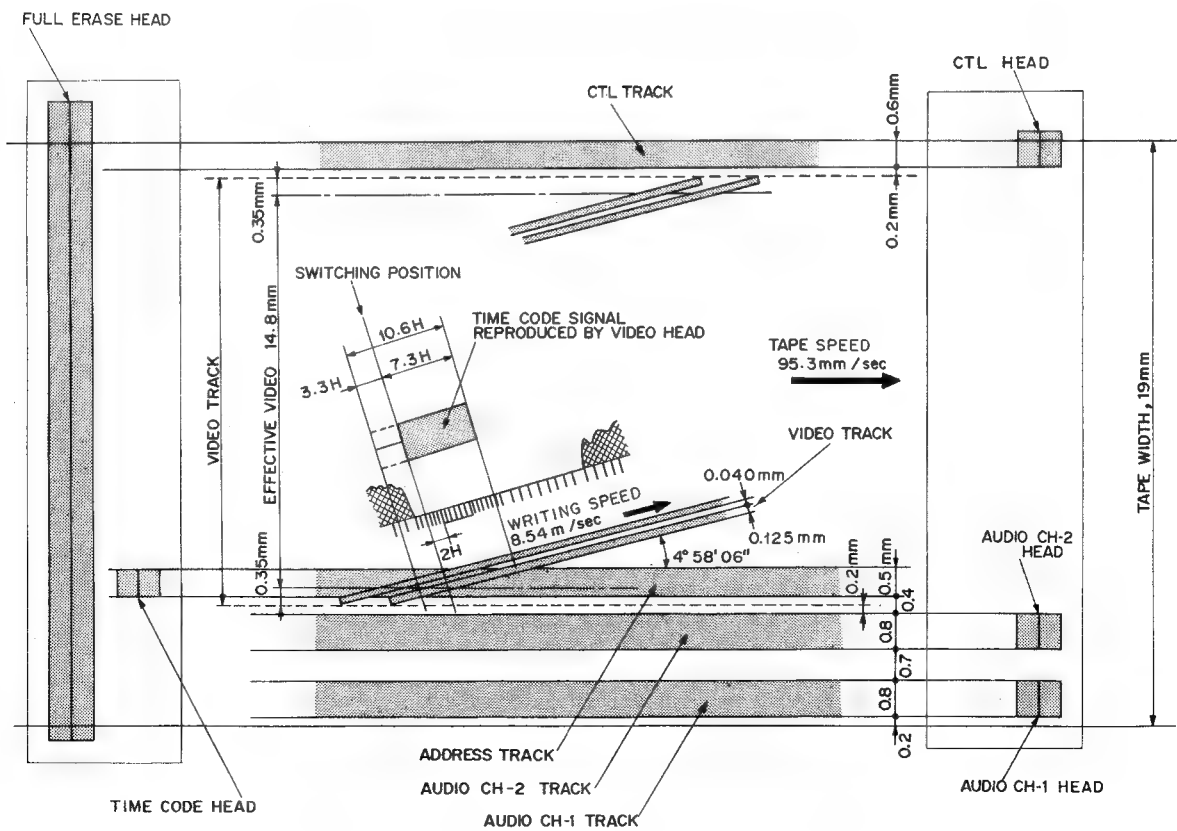 FULL ERASE HEAD
CTL HEAD
CTL TRACK
0.6mm
0.35mm
0.2mm
SWITCHING POSITION
10.6H
TIME CODE SIGNAL
REPRODUCED BY VIDEO HEAD
7.3H
3.3H
TAPE SPEED
95.3mm/sec
VIDEO TRACK
EFFECTIVE VIDEO 14.8mm
TAPE WIDTH, 19mm
VIDEO TRACK
0.040mm
WRITING SPEED
8.54m/sec
2H
0.125mm
4° 58' 06"
AUDIO CH-2
HEAD
0.35mm
0.2mm
0.5mm
0.4
0.8
0.7
0.8
0.2
ADDRESS TRACK
AUDIO CH-2 TRACK
AUDIO CH-1 TRACK
TIME CODE HEAD
AUDIO CH-1 HEAD